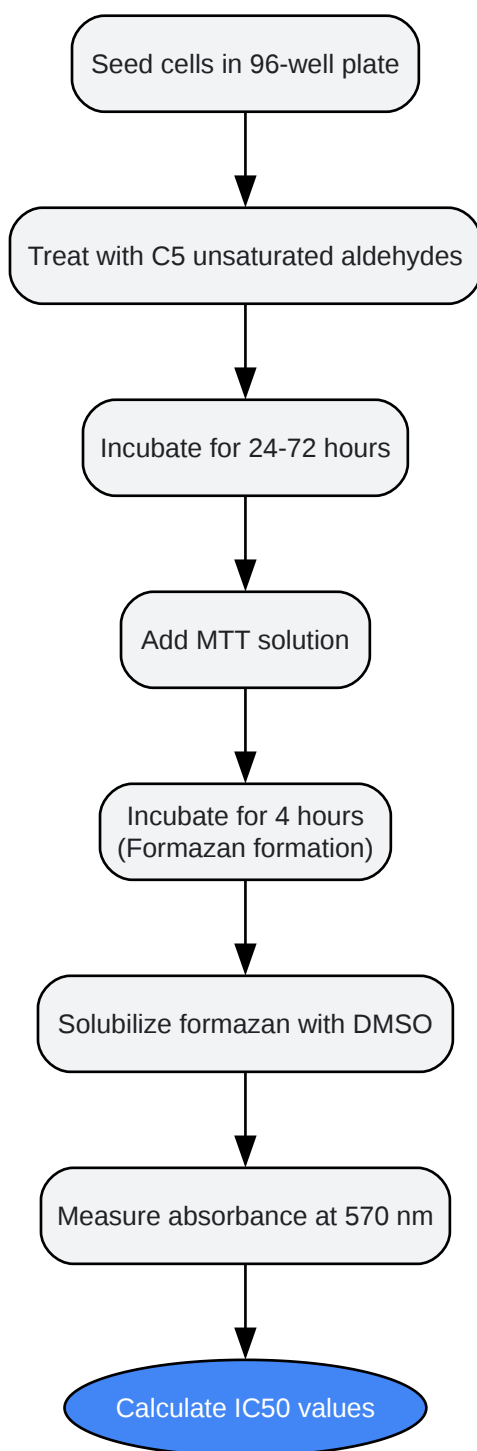 Seed cells in 96-well plate
Treat with C5 unsaturated aldehydes
Incubate for 24-72 hours
Add MTT solution
Incubate for 4 hours
(Formazan formation)
Solubilize formazan with DMSO
Measure absorbance at 570 nm
Calculate IC50 values